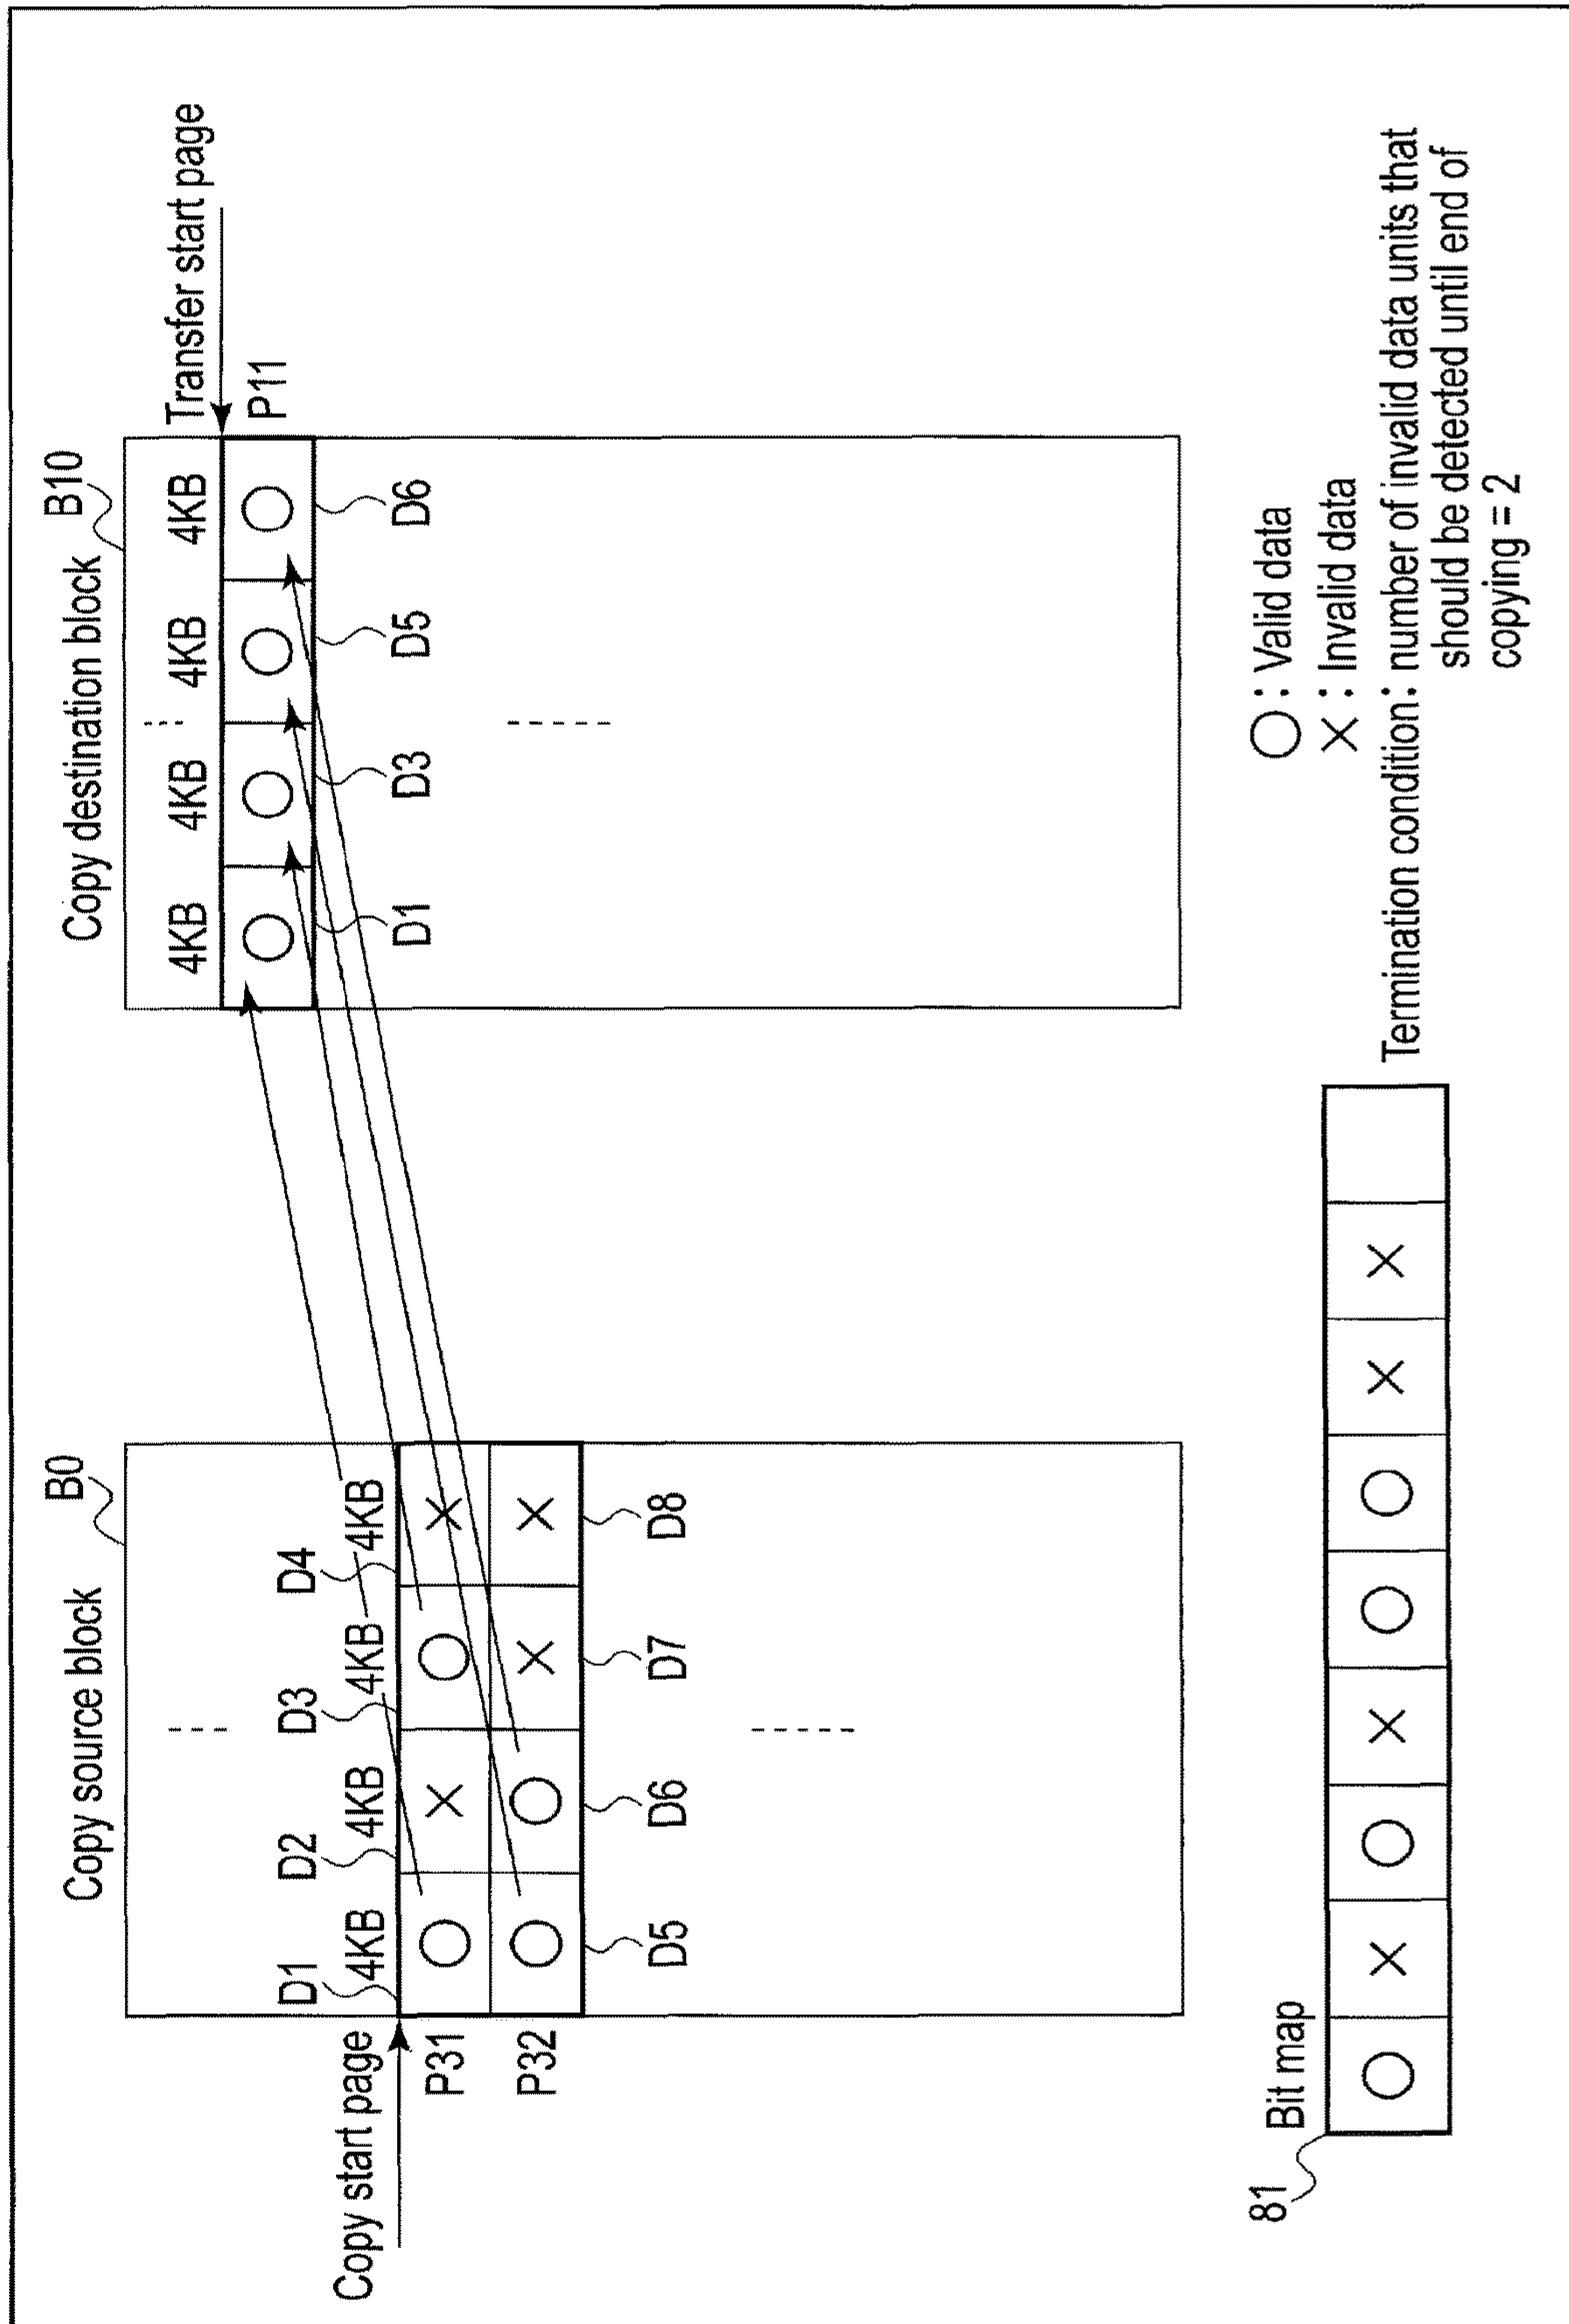 Copy source block
B0
Copy destination block
B10
D1
D2
D3
D4
4KB 4KB 4KB 4KB
4KB 4KB 4KB 4KB
Transfer start page
P11
Copy start page
P31
P32
D1 D3 D5 D6
D5 D6 D7 D8
81
Bit map
○ : Valid data
× : Invalid data
Termination condition: number of invalid data units that
should be detected until end of
copying = 2